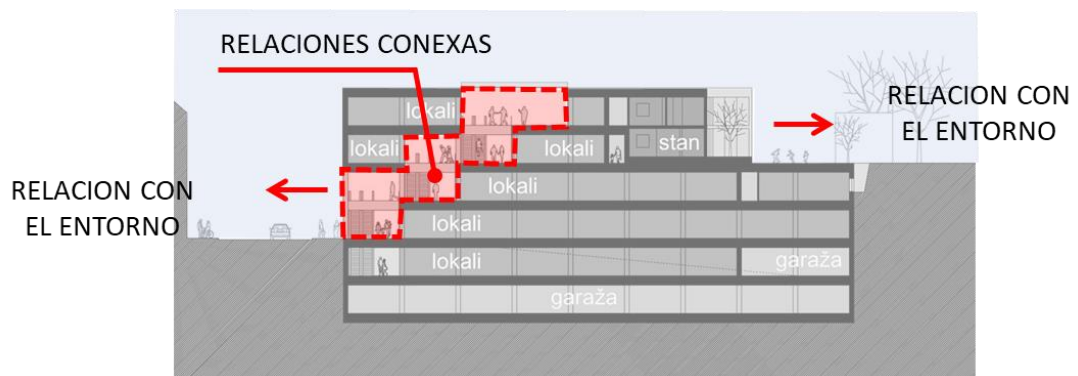 RELACIONES CONEXAS
RELACION CON
EL ENTORNO
lokali
lokali
lokali
stan
RELACION CON
EL ENTORNO
lokali
lokali
lokali
garaža
garaža